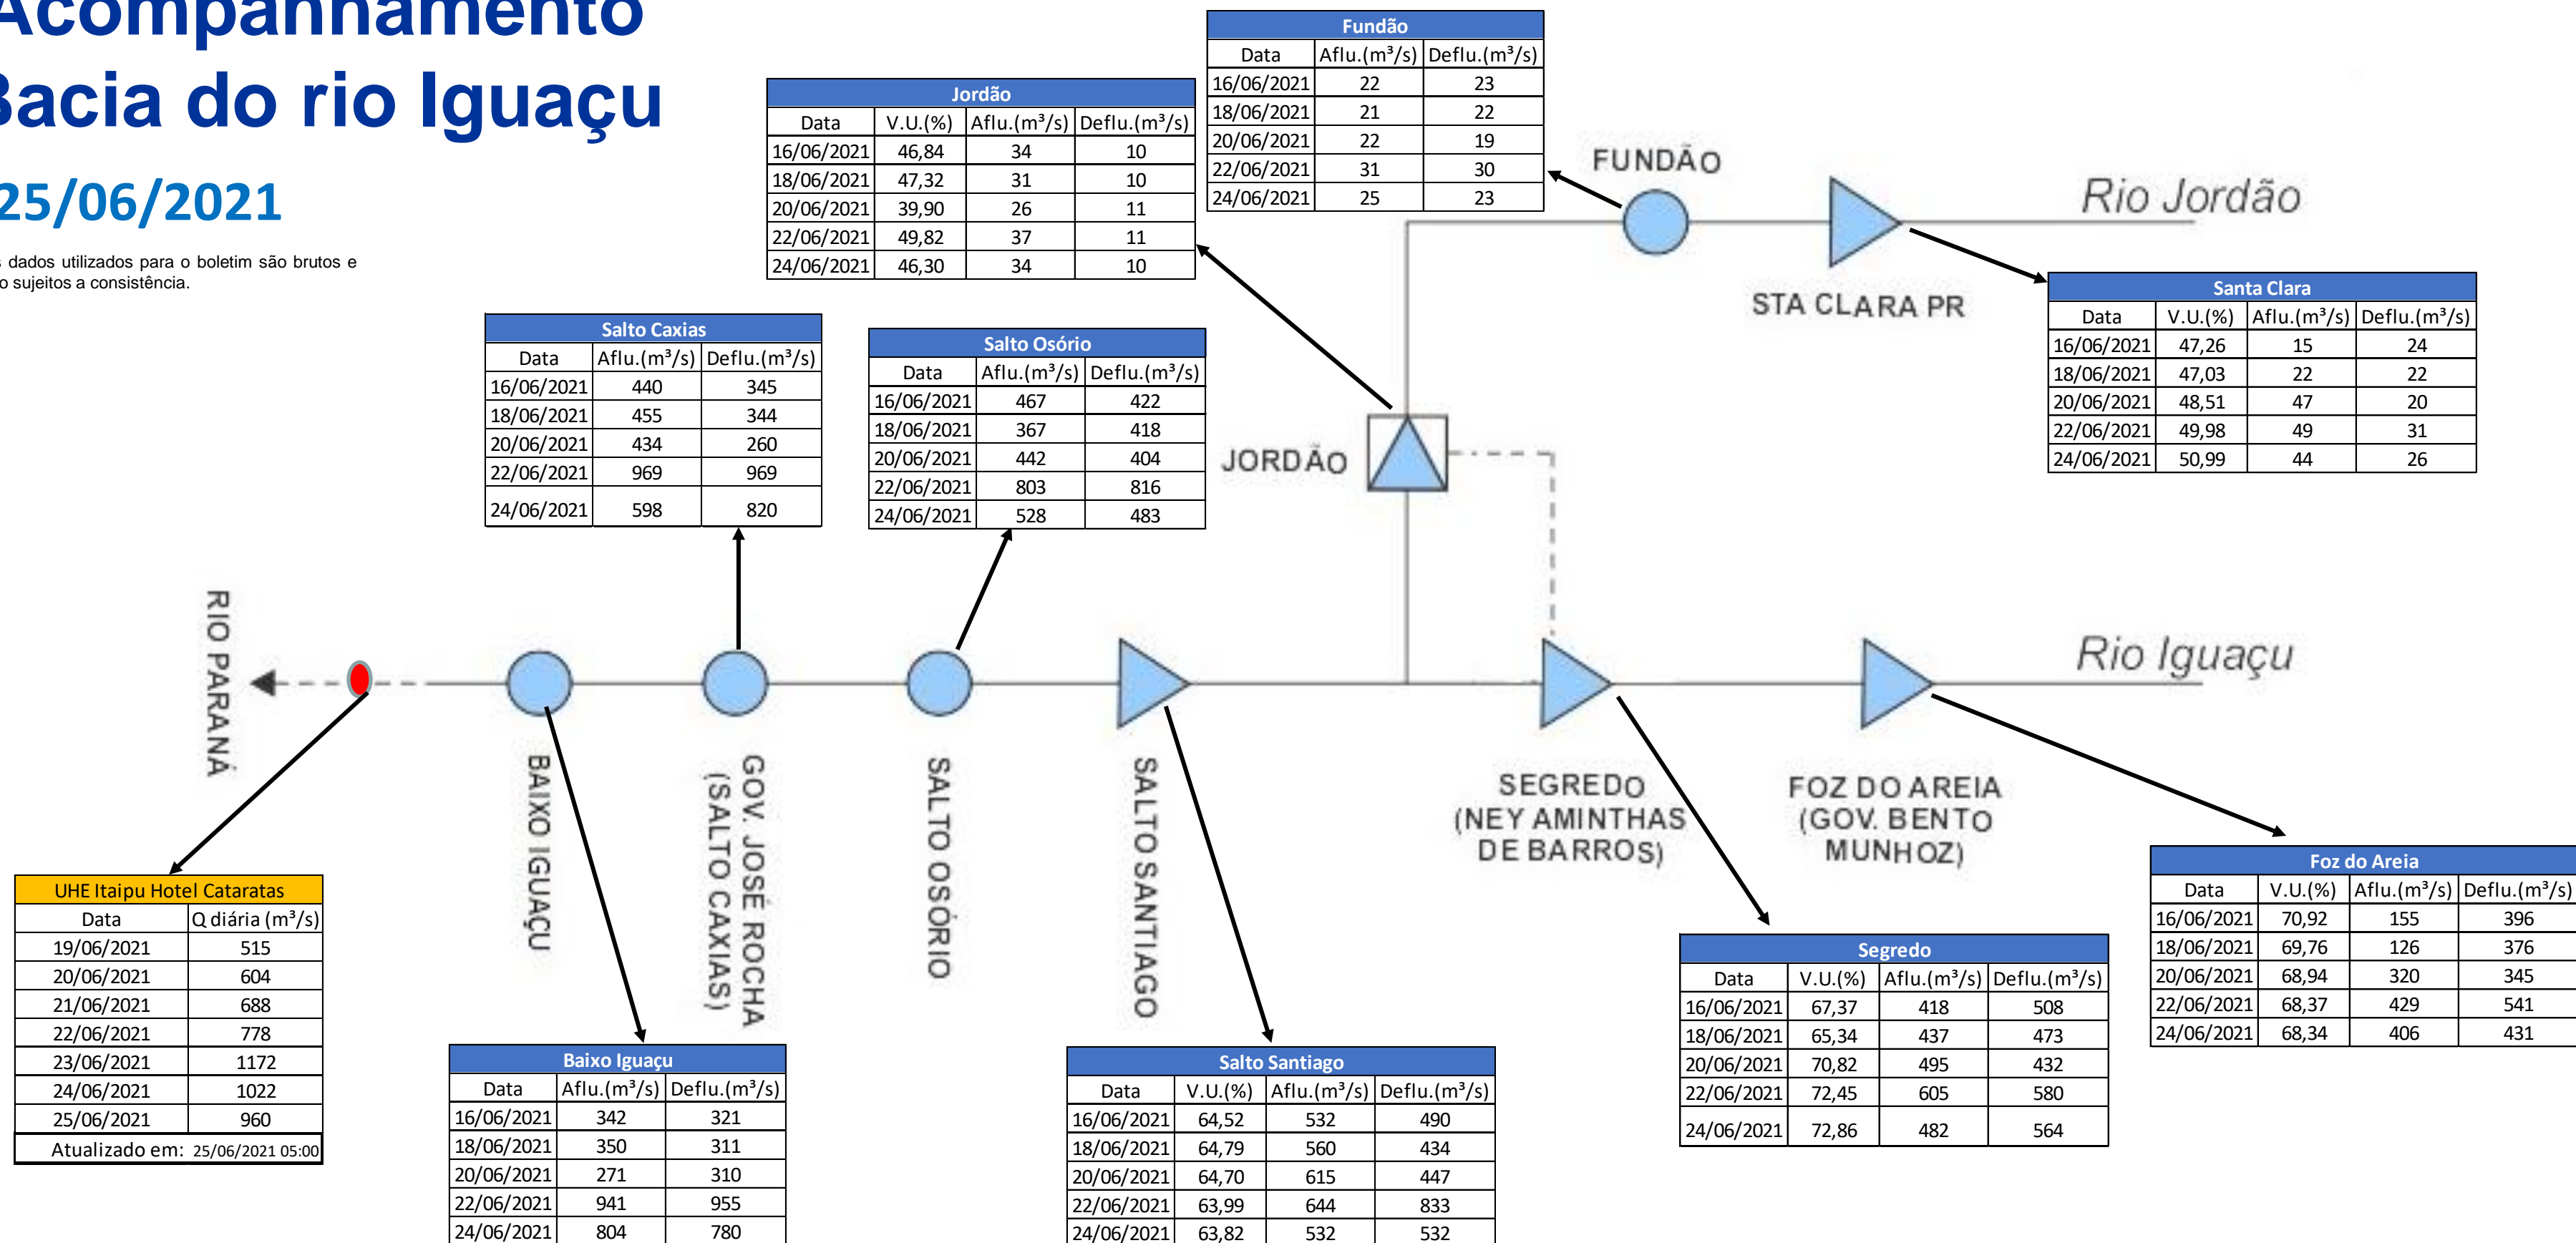 Acompanhamento
Bacia do rio Iguaçu
25/06/2021
s dados utilizados para o boletim são brutos e
o sujeitos a consistência.
Fundão
Data Aflu.(m³/s) Deflu.(m³/s)
16/06/2021 22 23
18/06/2021 21 22
20/06/2021 22 19
22/06/2021 31 30
24/06/2021 25 23
Jordão
Data V.U.(%) Aflu.(m³/s) Deflu.(m³/s)
16/06/2021 46,84 34 10
18/06/2021 47,32 31 10
20/06/2021 39,90 26 11
22/06/2021 49,82 37 11
24/06/2021 46,30 34 10
FUNDÃO
Rio Jordão
STA CLARA PR
Santa Clara
Data V.U.(%) Aflu.(m³/s) Deflu.(m³/s)
16/06/2021 47,26 15 24
18/06/2021 47,03 22 22
20/06/2021 48,51 47 20
22/06/2021 49,98 49 31
24/06/2021 50,99 44 26
Salto Caxias
Data Aflu.(m³/s) Deflu.(m³/s)
16/06/2021 440 345
18/06/2021 455 344
20/06/2021 434 260
22/06/2021 969 969
24/06/2021 598 820
Salto Osório
Data Aflu.(m³/s) Deflu.(m³/s)
16/06/2021 467 422
18/06/2021 367 418
20/06/2021 442 404
22/06/2021 803 816
24/06/2021 528 483
JORDÃO
RIO PARANÁ
Rio Iguaçu
BAIXO IGUAÇU
GOV. JOSÉ ROCHA
(SALTO CAXIAS)
SALTO OSÓRIO
SALTO SANTIAGO
SEGREDO
(NEY AMINTHAS
DE BARROS)
FOZ DO AREIA
(GOV. BENTO
MUNHOZ)
UHE Itaipu Hotel Cataratas
Data Q diária (m³/s)
19/06/2021 515
20/06/2021 604
21/06/2021 688
22/06/2021 778
23/06/2021 1172
24/06/2021 1022
25/06/2021 960
Atualizado em: 25/06/2021 05:00
Baixo Iguaçu
Data Aflu.(m³/s) Deflu.(m³/s)
16/06/2021 342 321
18/06/2021 350 311
20/06/2021 271 310
22/06/2021 941 955
24/06/2021 804 780
Salto Santiago
Data V.U.(%) Aflu.(m³/s) Deflu.(m³/s)
16/06/2021 64,52 532 490
18/06/2021 64,79 560 434
20/06/2021 64,70 615 447
22/06/2021 63,99 644 833
24/06/2021 63,82 532 532
Segredo
Data V.U.(%) Aflu.(m³/s) Deflu.(m³/s)
16/06/2021 67,37 418 508
18/06/2021 65,34 437 473
20/06/2021 70,82 495 432
22/06/2021 72,45 605 580
24/06/2021 72,86 482 564
Foz do Areia
Data V.U.(%) Aflu.(m³/s) Deflu.(m³/s)
16/06/2021 70,92 155 396
18/06/2021 69,76 126 376
20/06/2021 68,94 320 345
22/06/2021 68,37 429 541
24/06/2021 68,34 406 431